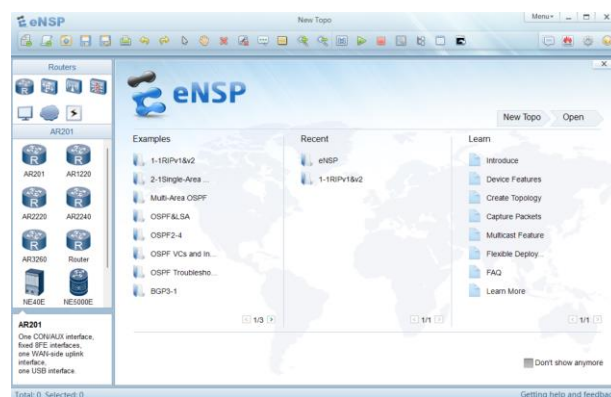 eNSP
New Topo
Menu
Routers
AR201
AR201
AR1220
AR2220
AR2240
AR3260
Router
NE40E
NE5000E
AR201
One CON/AUX interface,
fixed 8FE interfaces,
one WAN-side uplink
interface.
one USB interface.
eNSP
New Topo
Open
Examples
1-1RIPv1&v2
2-1Single-Area ...
Multi-Area OSPF
OSPF&LSA
OSPF2-4
OSPF VCs and In...
OSPF Troublesho...
BGP3-1
1/3
Recent
eNSP
1-1RIPv1&v2
1/1
Learn
Introduce
Device Features
Create Topology
Capture Packets
Multicast Feature
Flexible Deploy...
FAQ
Learn More
1/1
Don't show anymore
Total: 0 Selected: 0
Getting help and feedba